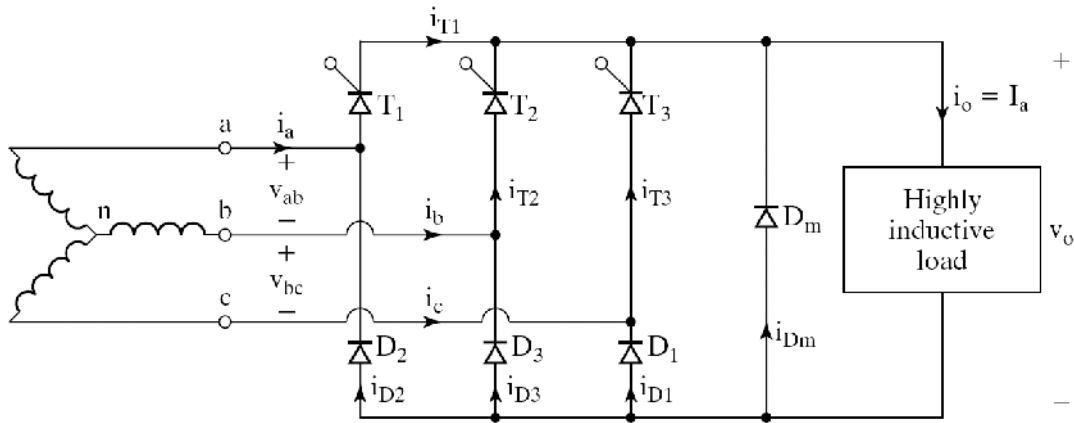 i_T1
+
T_1
T_2
T_3
i_o = I_a
a
i_a
+
v_ab
n
b
−
i_b
i_T2
i_T3
D_m
Highly
inductive
load
v_o
+
v_bc
c
−
i_c
i_Dm
D_2
D_3
D_1
i_D2
i_D3
i_D1
−